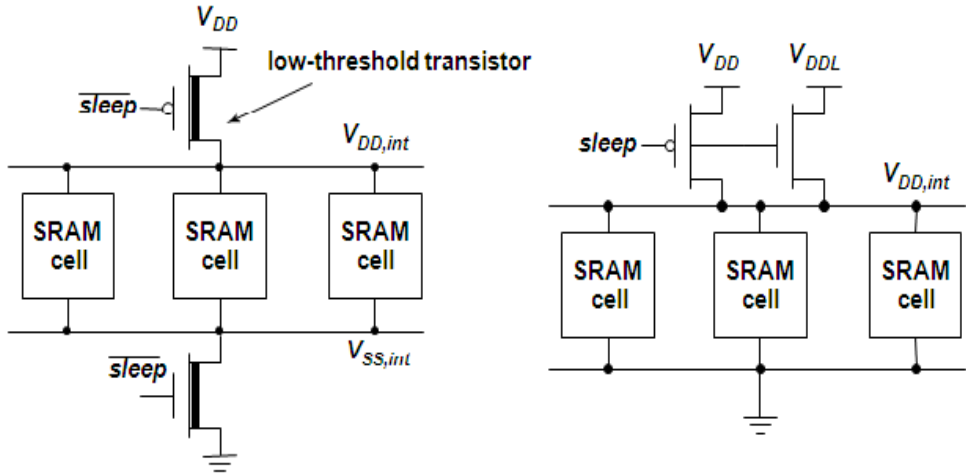 V_DD
low-threshold transistor
sleep
V_DD,int
SRAM cell
SRAM cell
SRAM cell
V_SS,int
sleep
V_DD
V_DDL
sleep
V_DD,int
SRAM cell
SRAM cell
SRAM cell